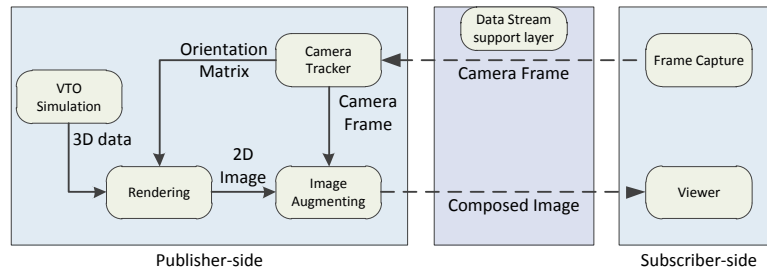 Data Stream
support layer
Orientation
Matrix
Camera
Tracker
Camera Frame
Frame Capture
VTO
Simulation
Camera
Frame
3D data
2D
Image
Rendering
Image
Augmenting
Composed Image
Viewer
Publisher-side
Subscriber-side